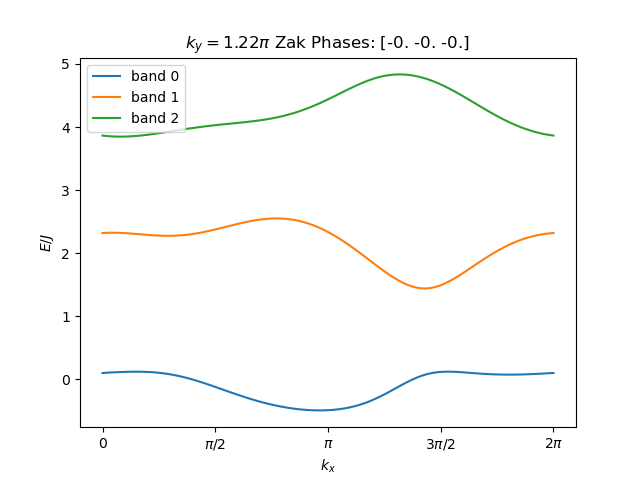 k_y = 1.22π Zak Phases: [-0. -0. -0.]
band 0
band 1
band 2
5
4
3
2
1
0
E/J
0 π/2 π 3π/2 2π
k_x